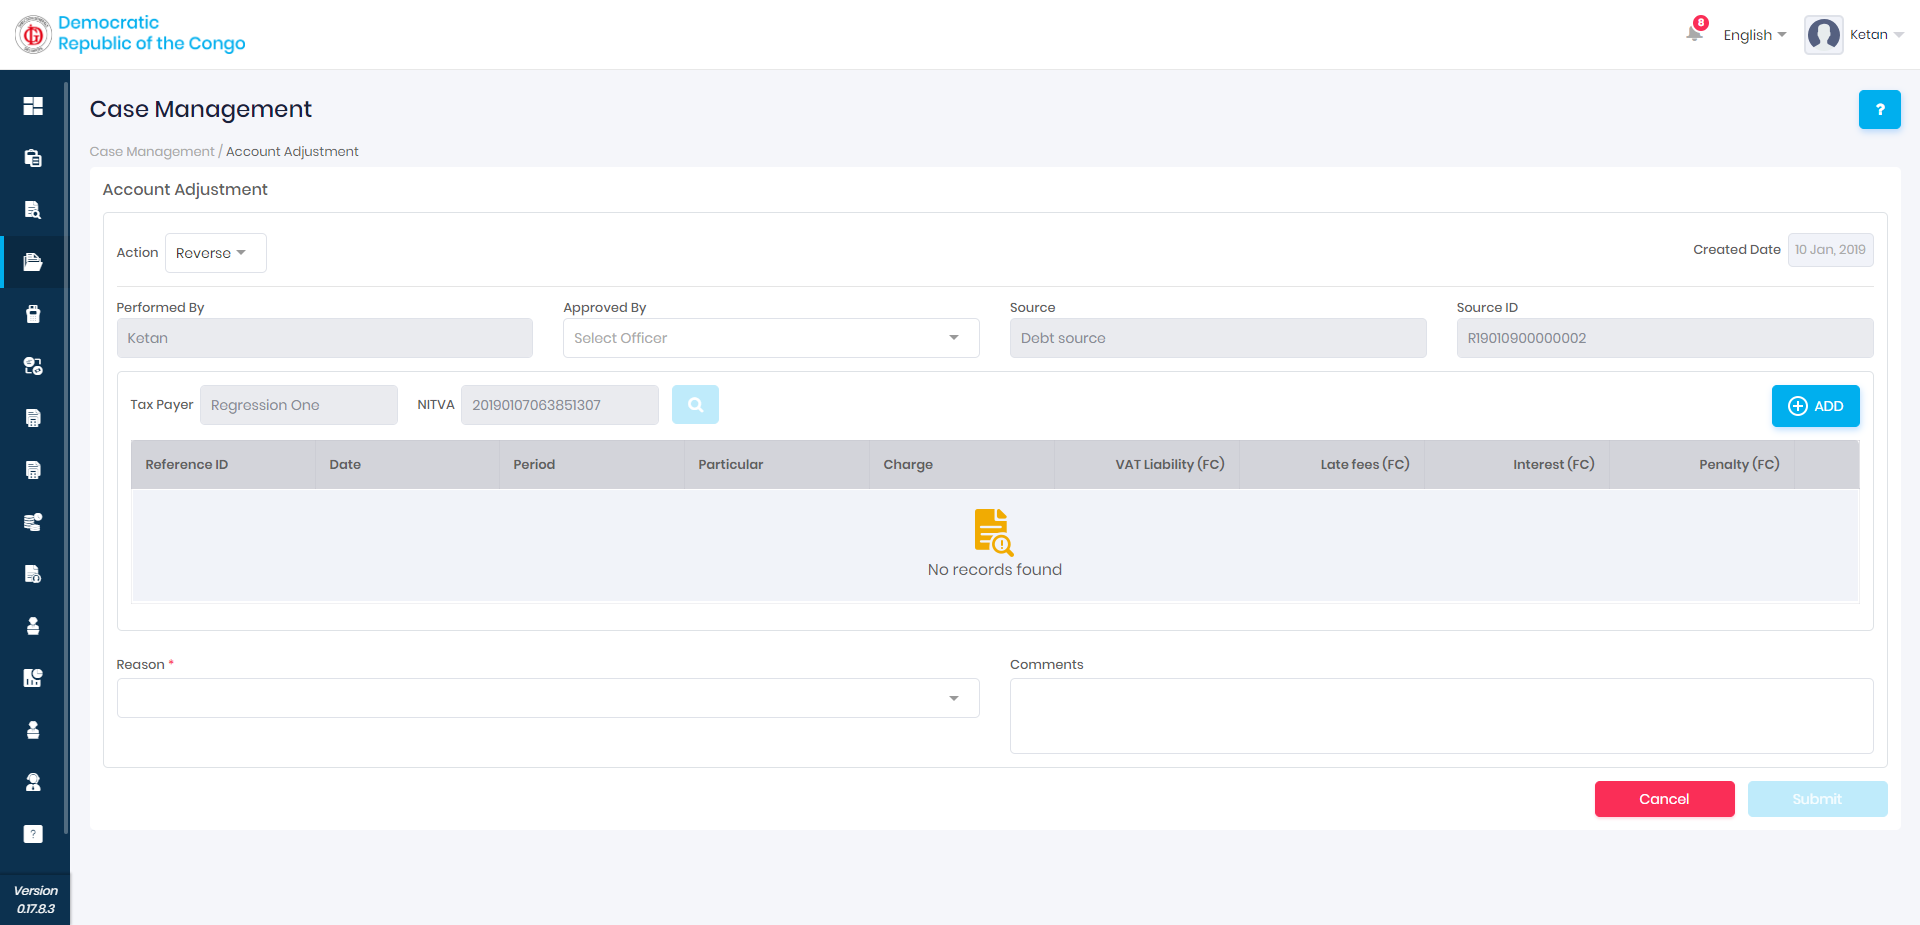 Democratic
Republic of the Congo
8
English
Ketan
Case Management
?
Case Management / Account Adjustment
Account Adjustment
Action
Reverse
Created Date
10 Jan, 2019
Performed By
Approved By
Source
Source ID
Ketan
Select Officer
Debt source
R19010900000002
Tax Payer
Regression One
NITVA
20190107063851307
ADD
Reference ID
Date
Period
Particular
Charge
VAT Liability (FC)
Late fees (FC)
Interest (FC)
Penalty (FC)
No records found
Reason *
Comments
Cancel
Submit
?
Version
0.17.8.3